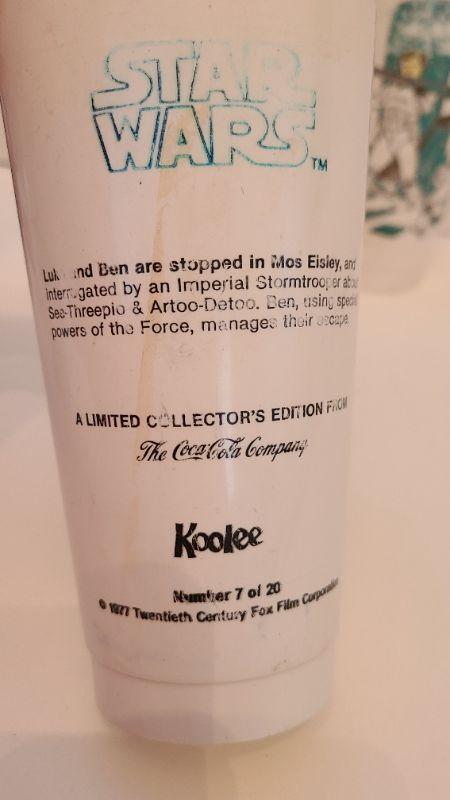 STAR
WARS™
Luk and Ben are stopped in Mos Eisley, and
interrogated by an Imperial Stormtrooper about
See-Threepio & Artoo-Detoo. Ben, using special
powers of the Force, manages their escape.
A LIMITED COLLECTOR'S EDITION FROM
The Coca-Cola Company
Koolee
Number 7 of 20
© 1977 Twentieth Century Fox Film Corporation